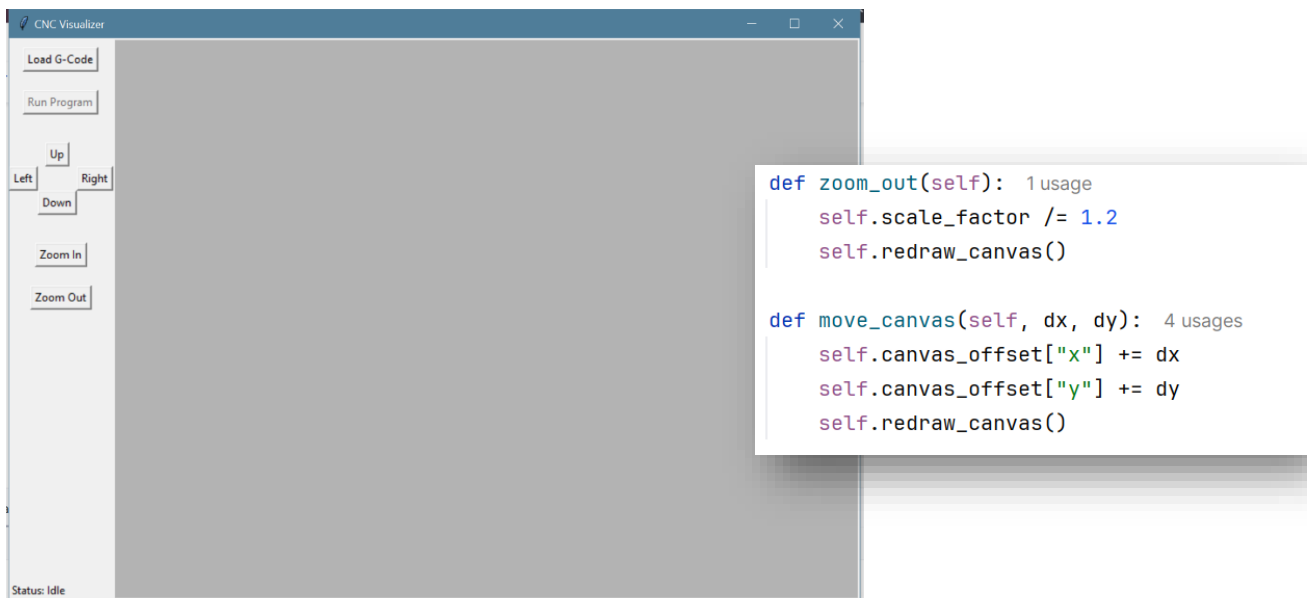 CNC Visualizer
Load G-Code
Run Program
Up
Left Right
Down
Zoom In
Zoom Out
Status: Idle
def zoom_out(self): 1 usage
self.scale_factor /= 1.2
self.redraw_canvas()
def move_canvas(self, dx, dy): 4 usages
self.canvas_offset["x"] += dx
self.canvas_offset["y"] += dy
self.redraw_canvas()